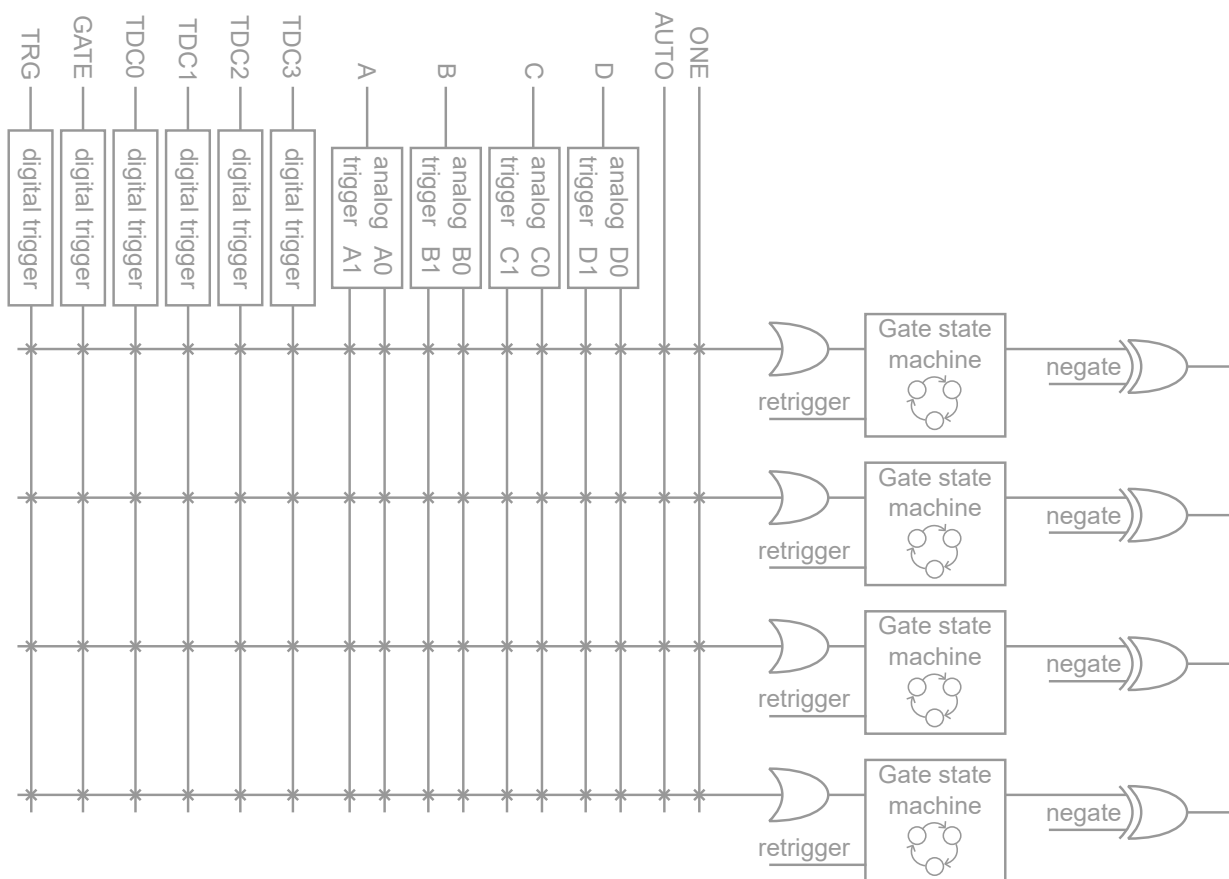 TRG
GATE
TDC0
TDC1
TDC2
TDC3
A
B
C
D
AUTO
ONE
digital trigger
digital trigger
digital trigger
digital trigger
digital trigger
digital trigger
analog A0
trigger A1
analog B0
trigger B1
analog C0
trigger C1
analog D0
trigger D1
Gate state
machine
negate
retrigger
Gate state
machine
negate
retrigger
Gate state
machine
negate
retrigger
Gate state
machine
negate
retrigger